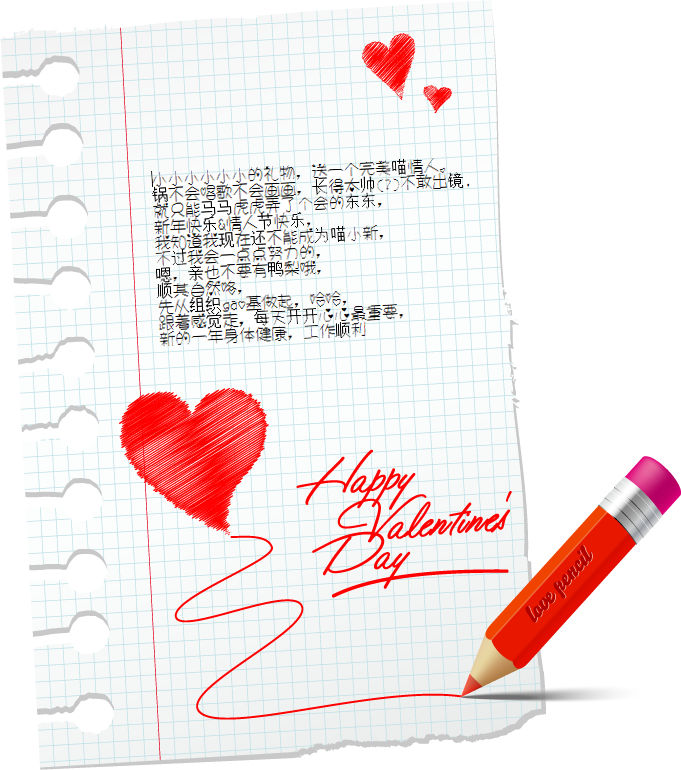 小小小小小小的礼物，送一个完美喵情人。
锅不会唱歌不会画画，长得太帅(?)不敢出镜.
就只能马马虎虎弄了个会的东东，
新年快乐&情人节快乐，
我知道我现在还不能成为喵小新，
不过我会一点点努力的，
嗯，亲也不要有鸭梨哦，
顺其自然咯，
先从组织gao基做起，哈哈，
跟着感觉走，每天开开心心最重要，
新的一年身体健康，工作顺利
Happy
Valentine's
Day
love pencil